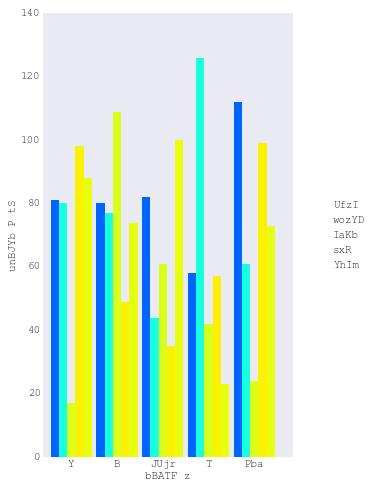 140
120
100
80
60
40
20
0
unBJYb P tS
Y B JUjr T Pba
bBATF z
UfzI
wozYD
IaKb
sxR
YhIm